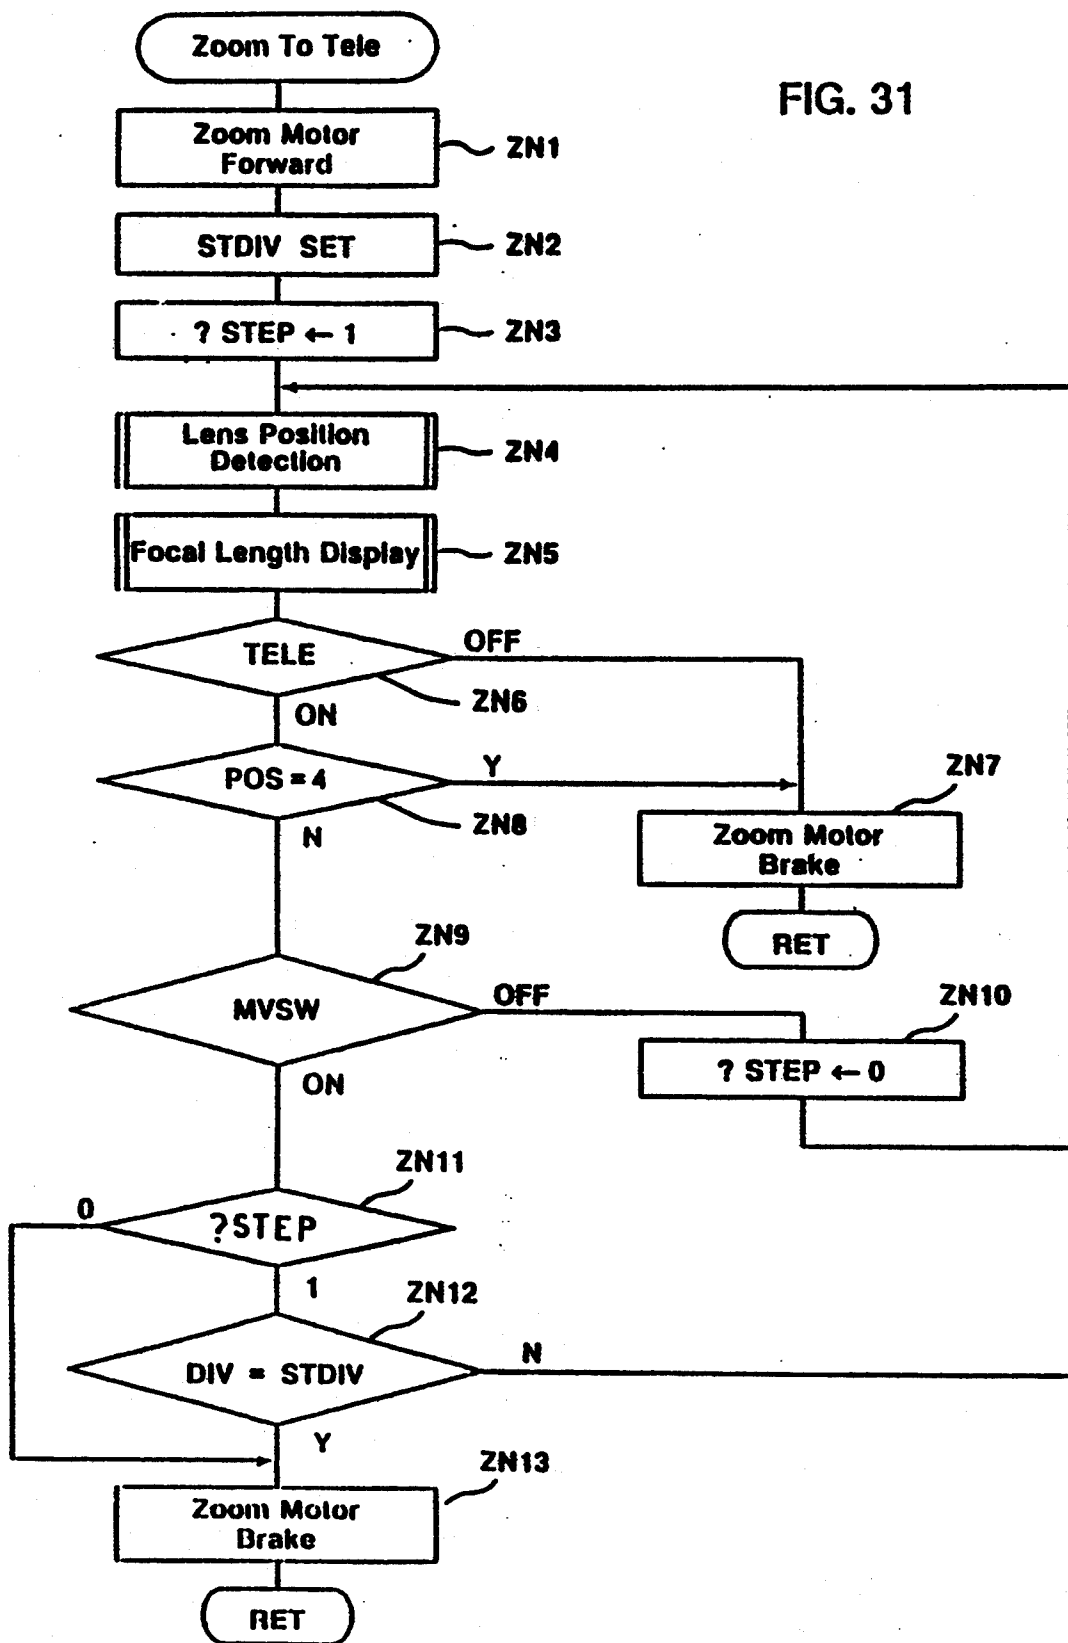 Zoom To Tele
FIG. 31
Zoom Motor
Forward
ZN1
STDIV SET
ZN2
? STEP ← 1
ZN3
Lens Position
Detection
ZN4
Focal Length Display
ZN5
TELE
OFF
ZN6
ON
POS = 4
Y
ZN8
N
ZN7
Zoom Motor
Brake
RET
ZN9
MVSW
OFF
ON
ZN10
? STEP ← 0
ZN11
0
?STEP
1
ZN12
DIV = STDIV
N
Y
ZN13
Zoom Motor
Brake
RET